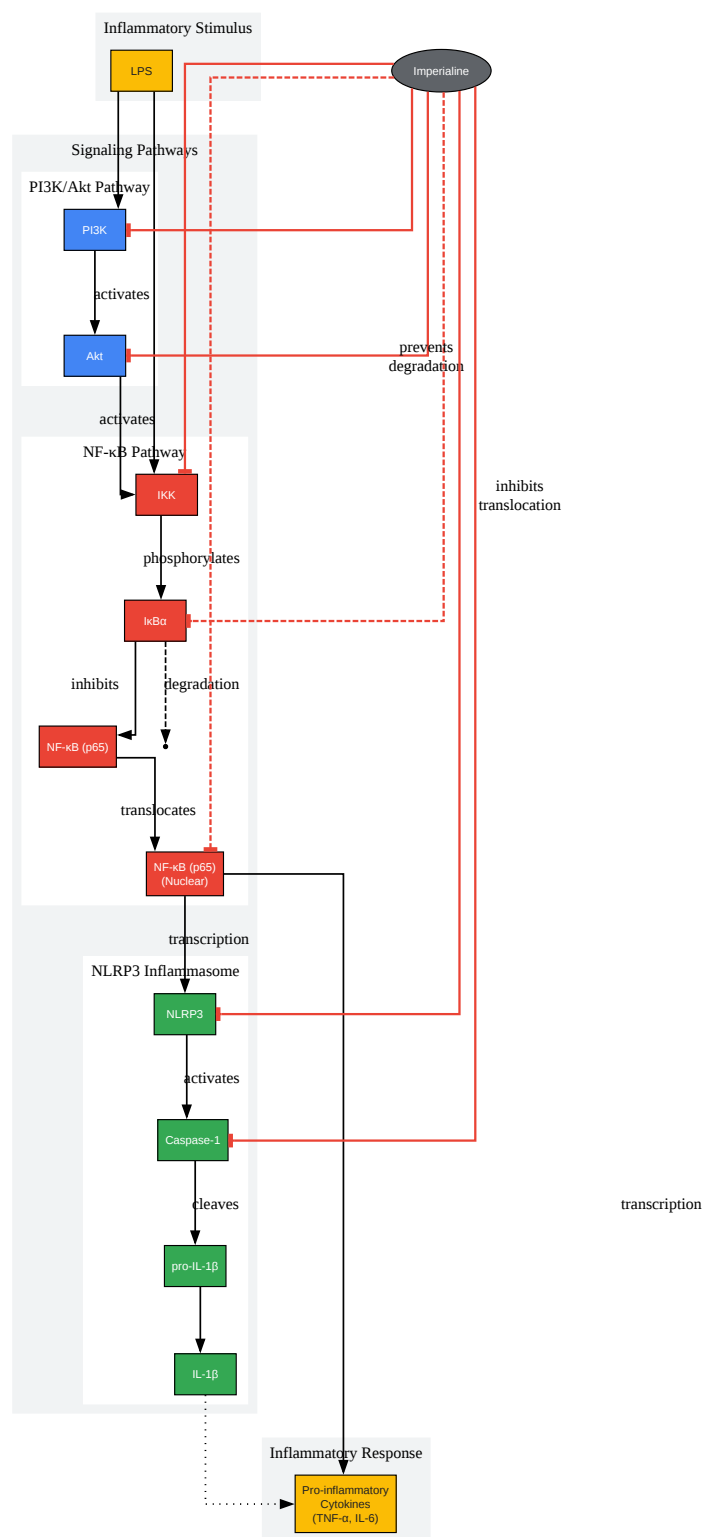 Inflammatory Stimulus
LPS
Imperialine
Signaling Pathways
PI3K/Akt Pathway
PI3K
activates
Akt
prevents
degradation
activates
NF-κB Pathway
IKK
inhibits
translocation
phosphorylates
IκBα
inhibits
degradation
NF-κB (p65)
translocates
NF-κB (p65)
(Nuclear)
transcription
NLRP3 Inflammasome
NLRP3
activates
Caspase-1
cleaves
transcription
pro-IL-1β
IL-1β
Inflammatory Response
Pro-inflammatory
Cytokines
(TNF-α, IL-6)